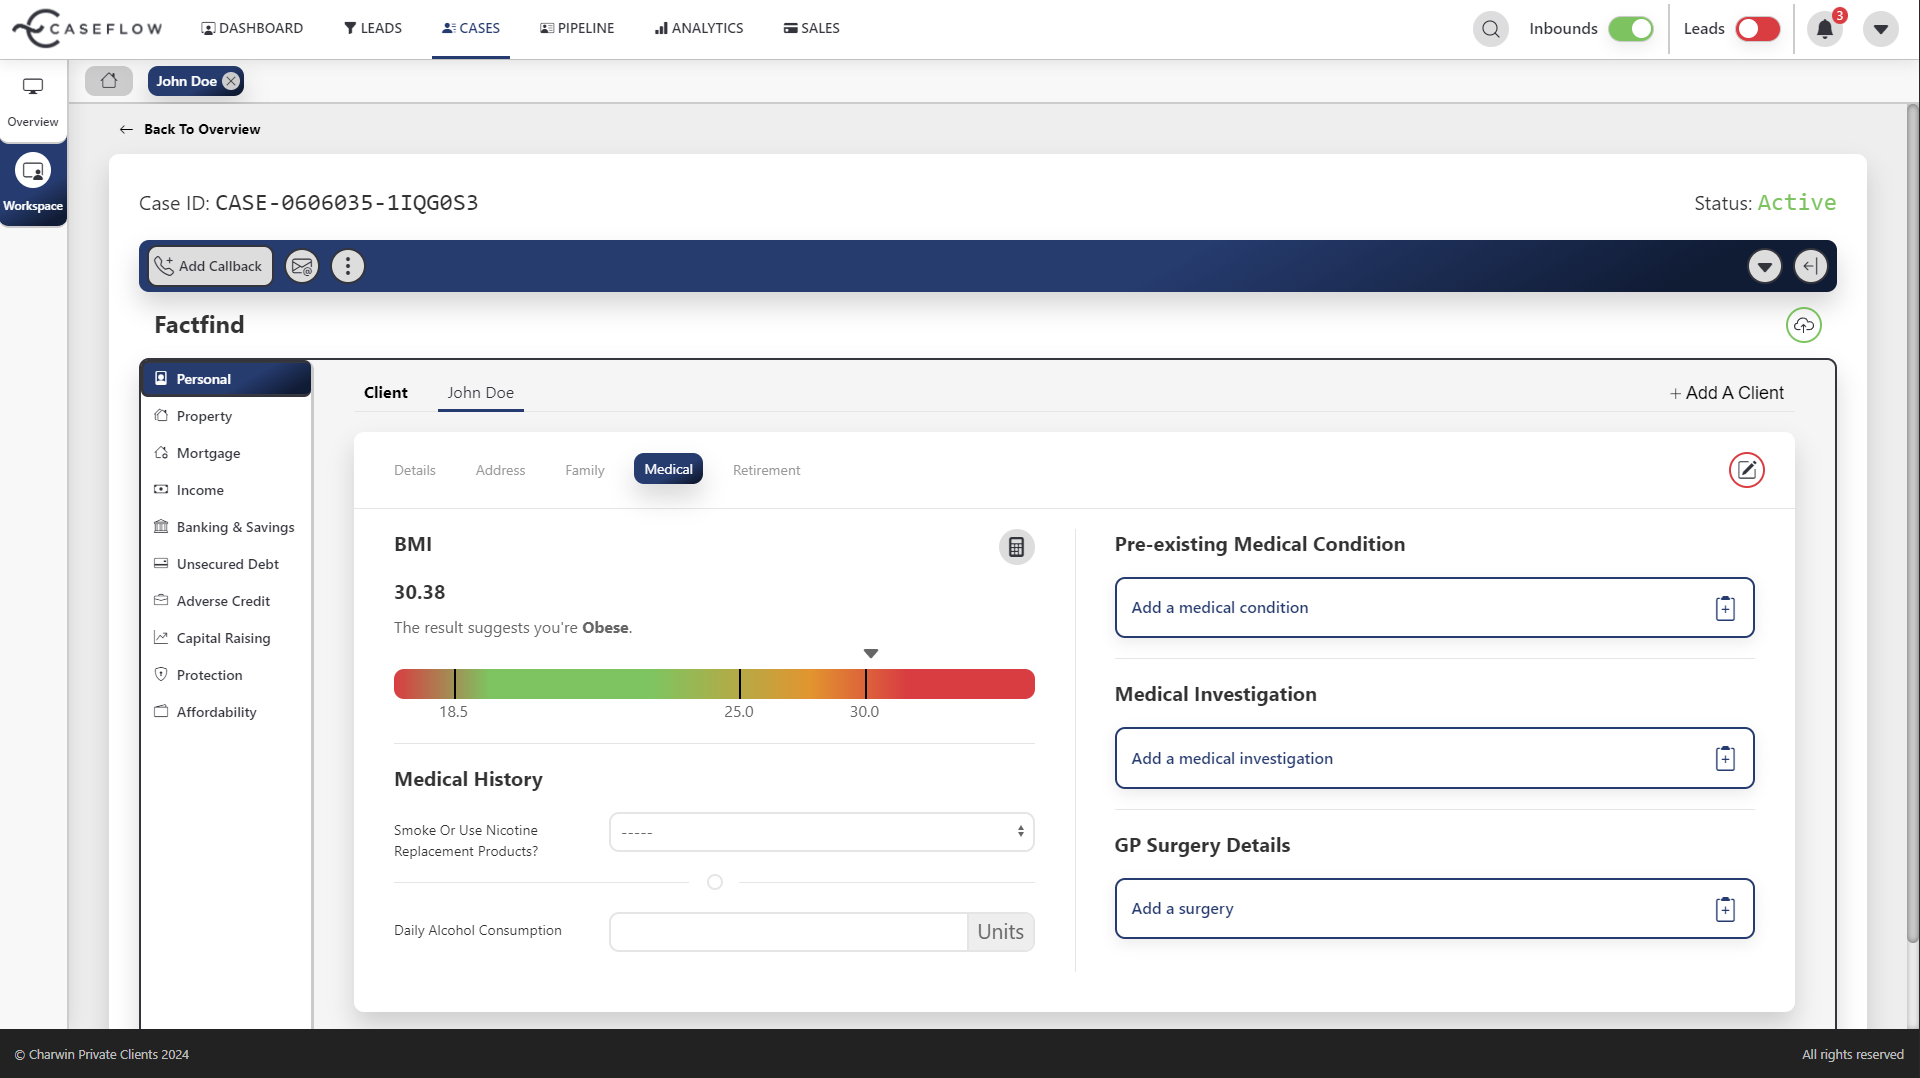 CASEFLOW
DASHBOARD
LEADS
CASES
PIPELINE
ANALYTICS
SALES
Inbounds
Leads
3
Overview
Workspace
John Doe
Back To Overview
Case ID: CASE-0606035-1IQG0S3
Status: Active
Add Callback
Factfind
Personal
Property
Mortgage
Income
Banking & Savings
Unsecured Debt
Adverse Credit
Capital Raising
Protection
Affordability
Client
John Doe
+ Add A Client
Details
Address
Family
Medical
Retirement
BMI
30.38
The result suggests you're Obese.
18.5
25.0
30.0
Medical History
Smoke Or Use Nicotine
Replacement Products?
-----
Daily Alcohol Consumption
Units
Pre-existing Medical Condition
Add a medical condition
Medical Investigation
Add a medical investigation
GP Surgery Details
Add a surgery
© Charwin Private Clients 2024
All rights reserved